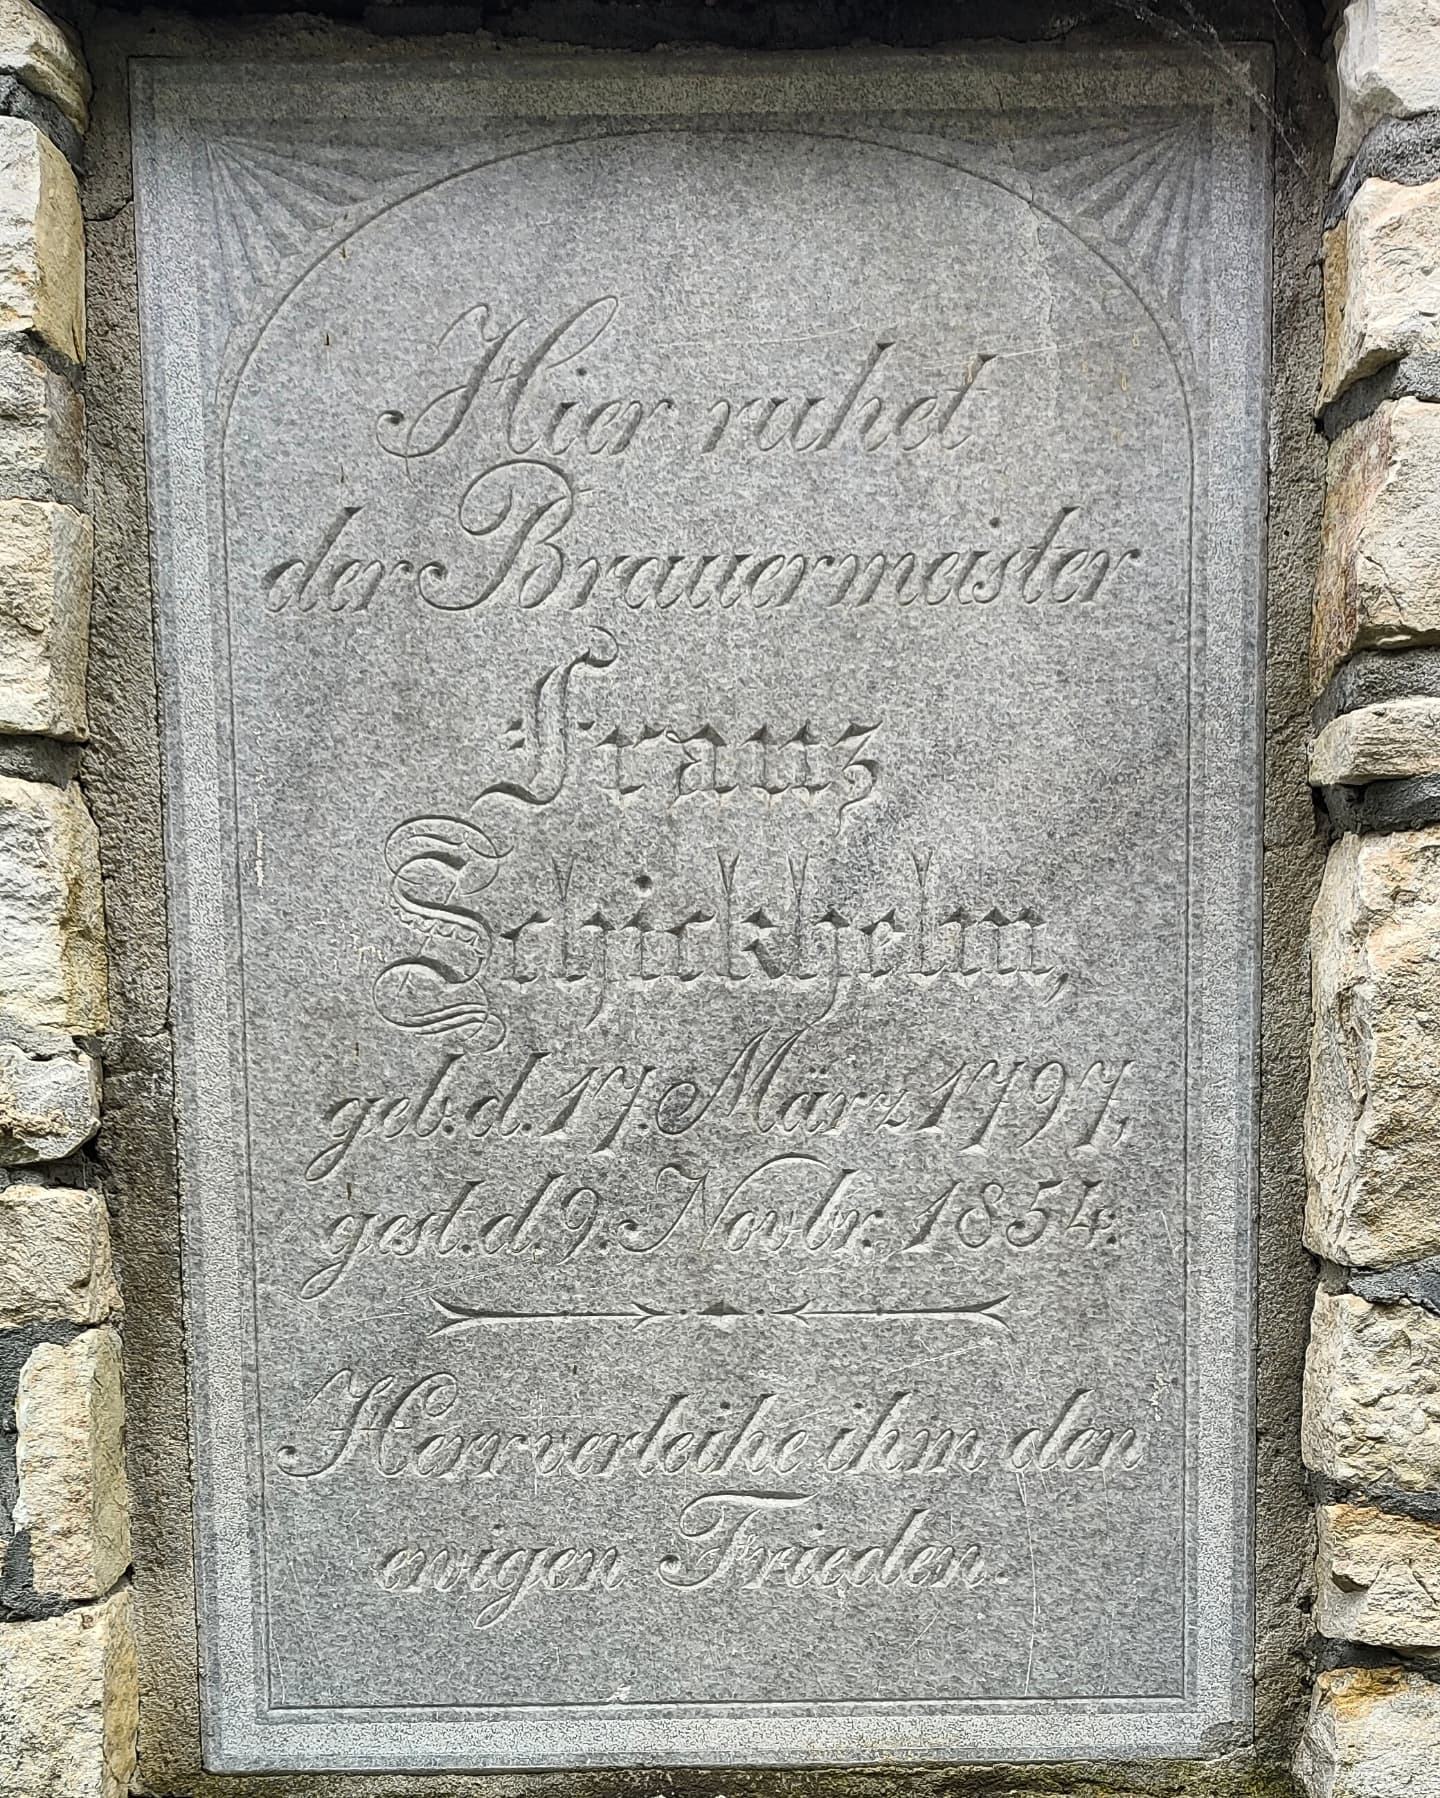 Hier ruhet
der Brauermeister
Franz
Schickhelm,
geb. d. 17. März 1797,
gest. d. 9. Novbr. 1854.
Herr verleihe ihm den
ewigen Frieden.